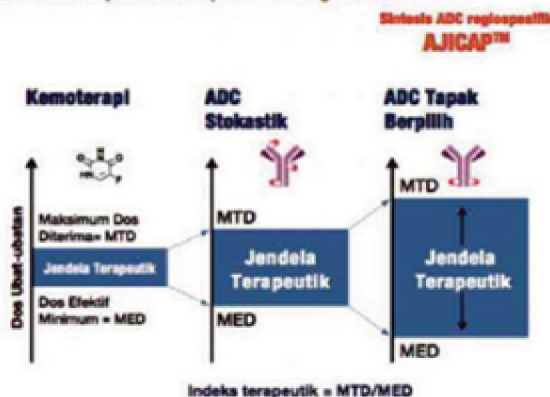 Sintesis ADC regiospesifik
AJICAP™
Kemoterapi
ADC
Stokastik
ADC Tapak
Berpilih
Dos Ubat-ubatan
Maksimum Dos
Diterima= MTD
Jendela Terapeutik
Dos Efektif
Minimum = MED
MTD
Jendela
Terapeutik
MED
MTD
Jendela
Terapeutik
MED
Indeks terapeutik = MTD/MED